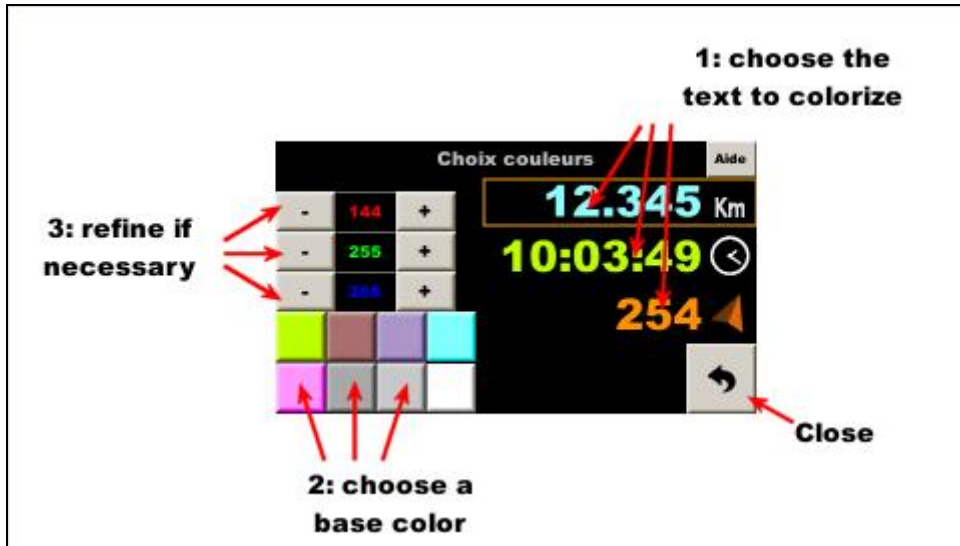 1: choose the
text to colorize
Choix couleurs
Aide
12.345 Km
- 144 +
3: refine if
necessary
- 255 +
10:03:49
- 255 +
254
Close
2: choose a
base color